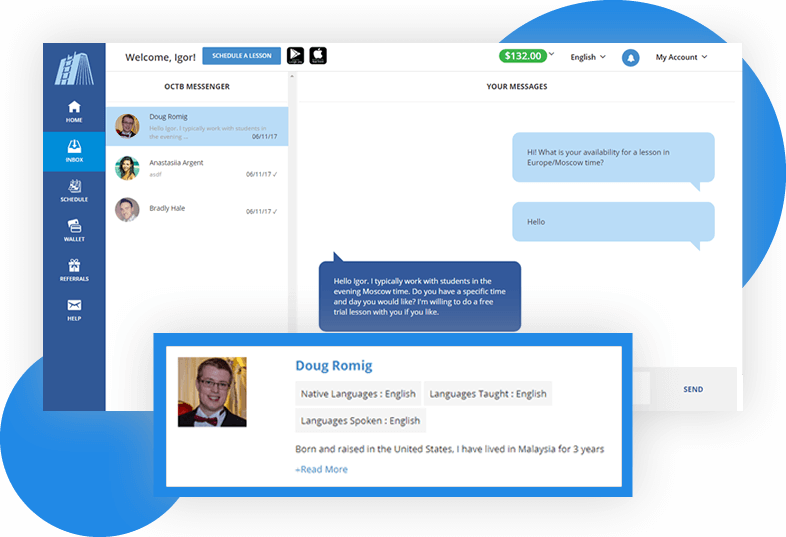 Welcome, Igor!
SCHEDULE A LESSON
$132.00
English
My Account
OCTB MESSENGER
YOUR MESSAGES
HOME
INBOX
SCHEDULE
WALLET
REFERRALS
HELP
Doug Romig
Hello Igor. I typically work with students in
the evening ...
06/11/17
Anastasiia Argent
asdf
06/11/17 ✓
Bradly Hale
06/11/17 ✓
Hi! What is your availability for a lesson in
Europe/Moscow time?
Hello
Hello Igor. I typically work with students in the
evening Moscow time. Do you have a specific time
and day you would like? I'm willing to do a free
trial lesson with you if you like.
SEND
Doug Romig
Native Languages : English
Languages Taught : English
Languages Spoken : English
Born and raised in the United States, I have lived in Malaysia for 3 years
+Read More